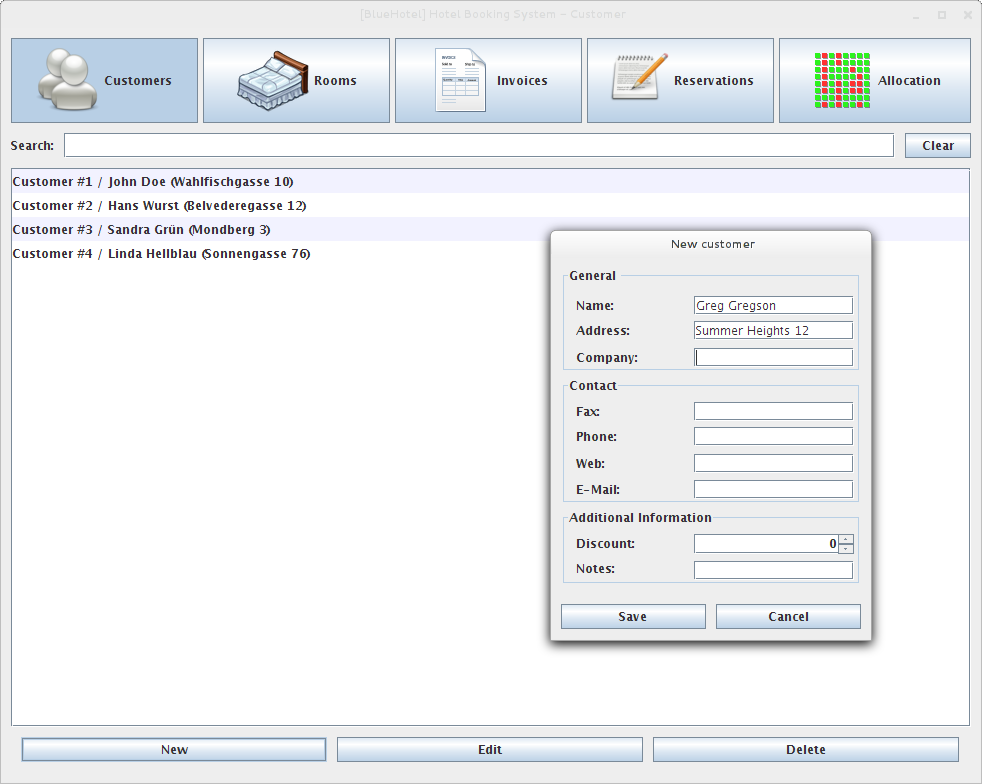 [BlueHotel] Hotel Booking System - Customer
Customers
Rooms
INVOICE
Invoices
Reservations
Allocation
Search:
Clear
Customer #1 / John Doe (Wahlfischgasse 10)
Customer #2 / Hans Wurst (Belvederegasse 12)
Customer #3 / Sandra Grün (Mondberg 3)
Customer #4 / Linda Hellblau (Sonnengasse 76)
New customer
General
Name: Greg Gregson
Address: Summer Heights 12
Company:
Contact
Fax:
Phone:
Web:
E-Mail:
Additional Information
Discount: 0
Notes:
Save Cancel
New Edit Delete